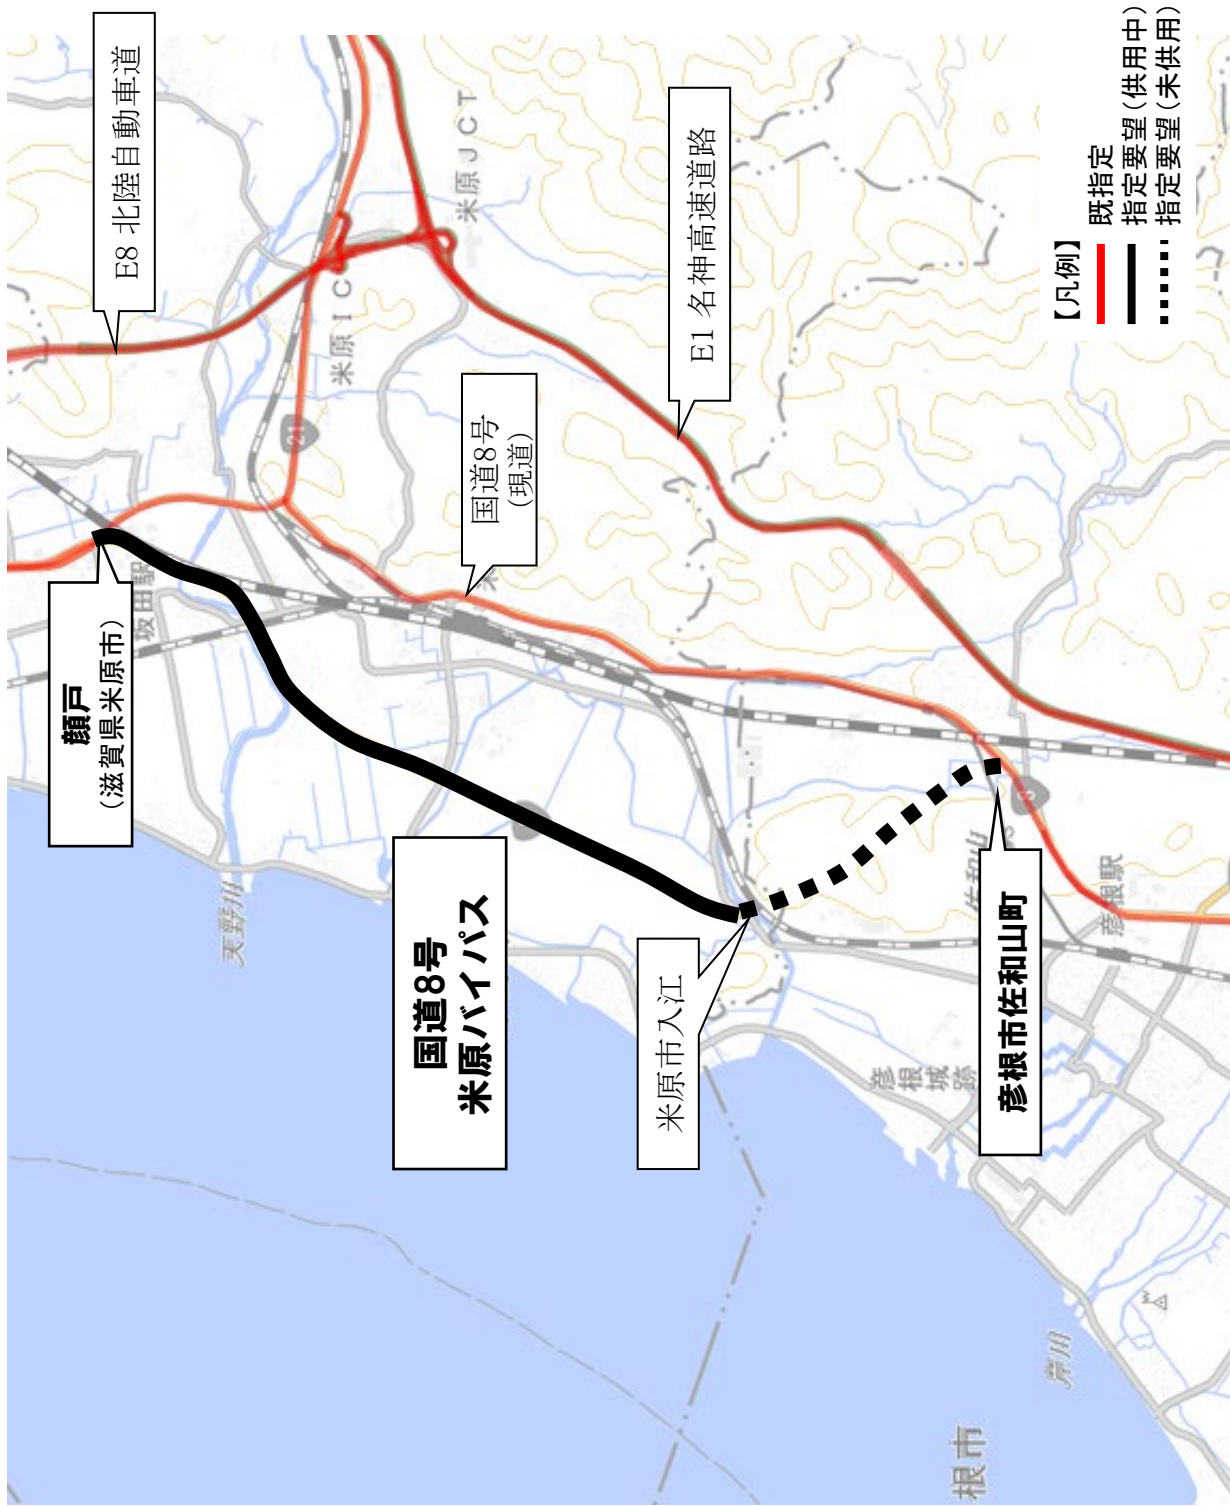 E8 北陸自動車道
米原JCT
米原IC
21
E1 名神高速道路
国道8号
(現道)
米
顔戸
(滋賀県米原市)
坂田駅
天野川
国道8号
米原バイパス
米原市入江
佐和山
8
彦根駅
彦根市佐和山町
彦根
城跡
芹川
根市
【凡例】
既指定
指定要望(供用中)
指定要望(未供用)